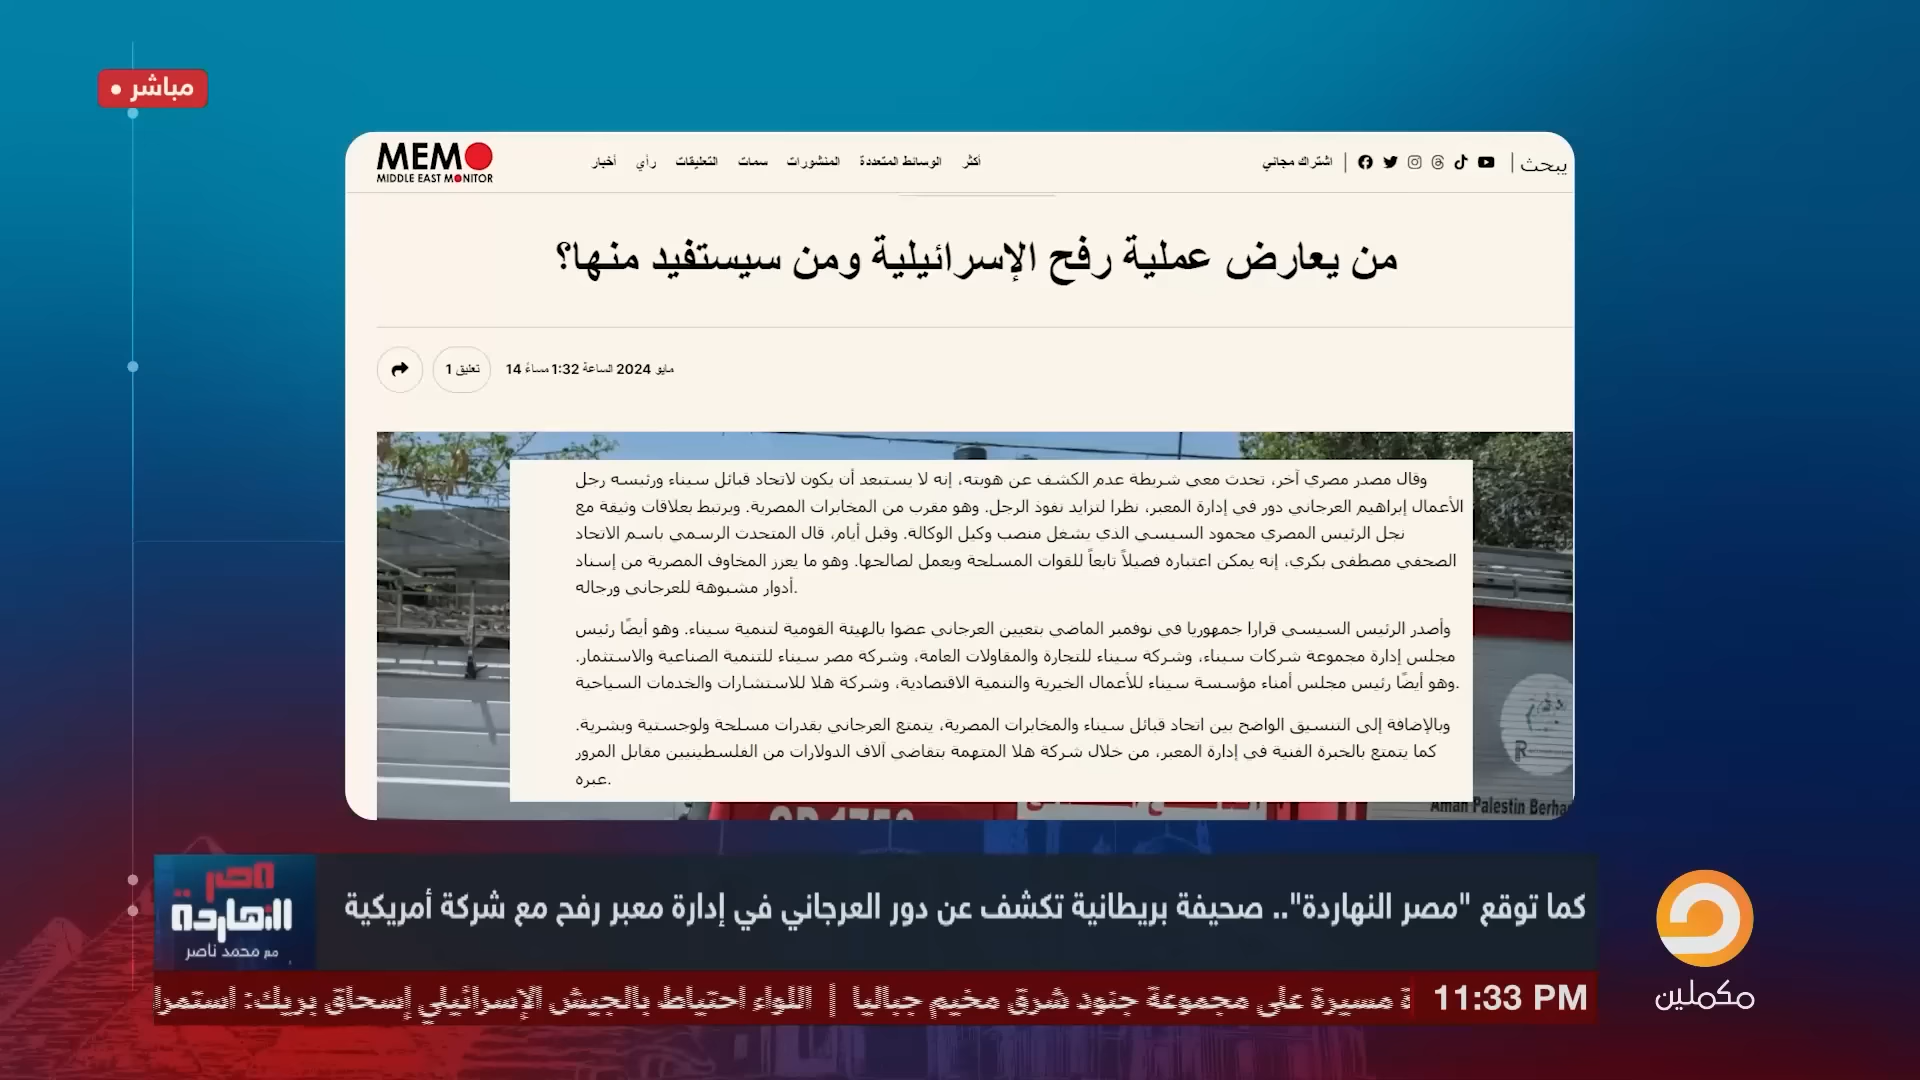 مباشر
MEMO
MIDDLE EAST MONITOR
أخبار
رأي
التعليقات
سمات
المنشورات
الوسائط المتعددة
أكثر
اشتراك مجاني
يبحث
من يعارض عملية رفح الإسرائيلية ومن سيستفيد منها؟
تعليق 1
مايو 2024 الساعة 1:32 مساءً 14
وقال مصدر مصري آخر، تحدث معي شريطة عدم الكشف عن هويته، إنه لا يستبعد أن يكون لاتحاد قبائل سيناء ورئيسه رجل
الأعمال إبراهيم العرجاني دور في إدارة المعبر، نظرا لتزايد نفوذ الرجل. وهو مقرب من المخابرات المصرية. ويرتبط بعلاقات وثيقة مع
نجل الرئيس المصري محمود السيسي الذي يشغل منصب وكيل الوكالة. وقبل أيام، قال المتحدث الرسمي باسم الاتحاد
الصحفي مصطفى بكري، إنه يمكن اعتباره فصيلاً تابعاً للقوات المسلحة ويعمل لصالحها. وهو ما يعزز المخاوف المصرية من إسناد
أدوار مشبوهة للعرجاني ورجاله.
وأصدر الرئيس السيسي قرارا جمهوريا في نوفمبر الماضي بتعيين العرجاني عضوا بالهيئة القومية لتنمية سيناء. وهو أيضًا رئيس
مجلس إدارة مجموعة شركات سيناء، وشركة سيناء للتجارة والمقاولات العامة، وشركة مصر سيناء للتنمية الصناعية والاستثمار.
وهو أيضًا رئيس مجلس أمناء مؤسسة سيناء للأعمال الخيرية والتنمية الاقتصادية، وشركة هلا للاستشارات والخدمات السياحية.
وبالإضافة إلى التنسيق الواضح بين اتحاد قبائل سيناء والمخابرات المصرية، يتمتع العرجاني بقدرات مسلحة ولوجستية وبشرية.
كما يتمتع بالخبرة الفنية في إدارة المعبر، من خلال شركة هلا المتهمة بتقاضي آلاف الدولارات من الفلسطينيين مقابل المرور
عبره.
Aman Palestin Berha
كما توقع "مصر النهاردة".. صحيفة بريطانية تكشف عن دور العرجاني في إدارة معبر رفح مع شركة أمريكية
مصر
النهاردة
مع محمد ناصر
11:33 PM
ة مسيرة على مجموعة جنود شرق مخيم جباليا | اللواء احتياط بالجيش الإسرائيلي إسحاق بريك: استمرا
مكملين